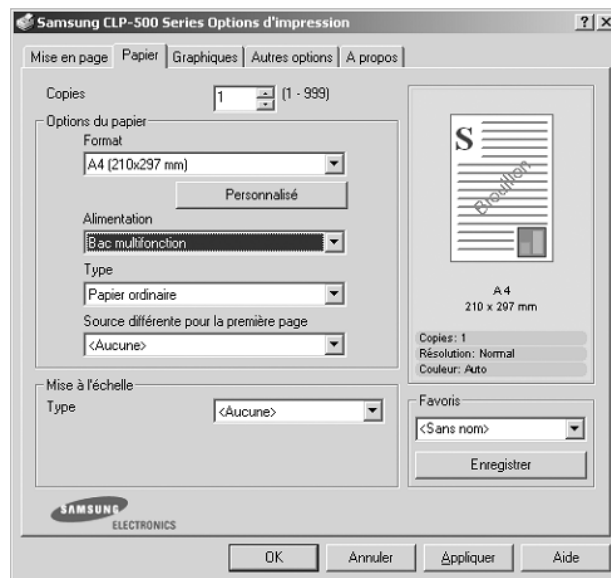 Samsung CLP-500 Series Options d'impression
Mise en page Papier Graphiques Autres options A propos
Copies 1 (1 - 999)
Options du papier
Format
A4 (210x297 mm)
Personnalisé
Alimentation
Bac multifonction
Type
Papier ordinaire
Source différente pour la première page
<Aucune>
Mise à l'échelle
Type <Aucune>
SAMSUNG
ELECTRONICS
S
Brouillon
A4
210 x 297 mm
Copies: 1
Résolution: Normal
Couleur: Auto
Favoris
<Sans nom>
Enregistrer
OK Annuler Appliquer Aide